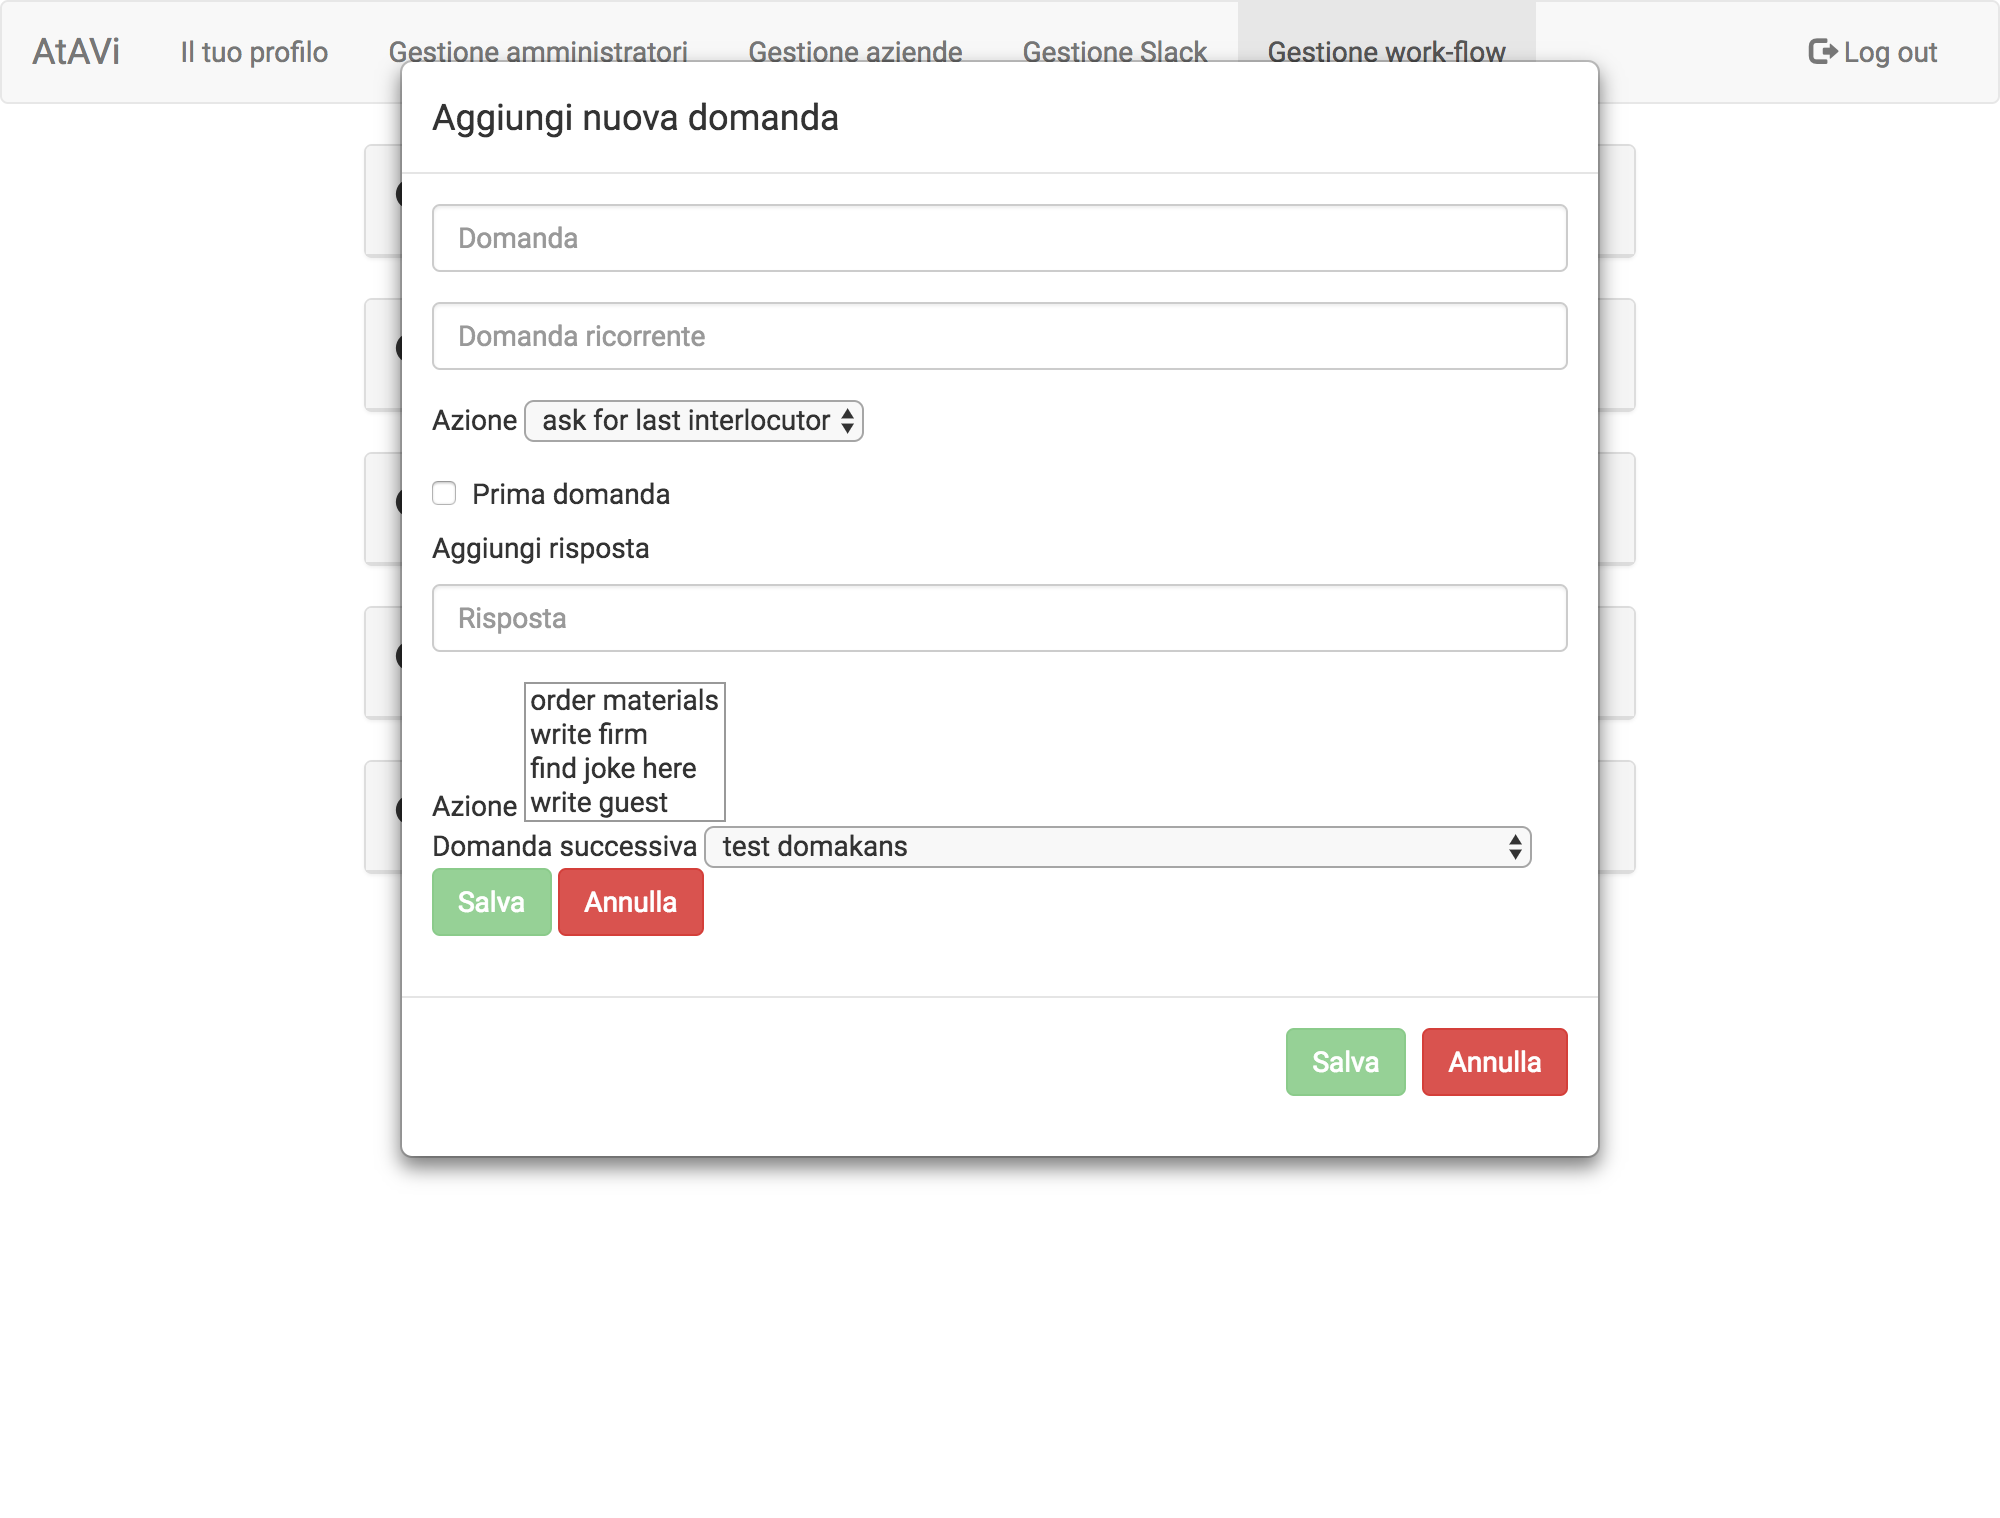 AtAVi Il tuo profilo Gestione amministratori Gestione aziende Gestione Slack Gestione work-flow Log out
Aggiungi nuova domanda
Domanda
Domanda ricorrente
Azione ask for last interlocutor
Prima domanda
Aggiungi risposta
Risposta
order materials
write firm
find joke here
Azione write guest
Domanda successiva test domakans
Salva Annulla
Salva Annulla